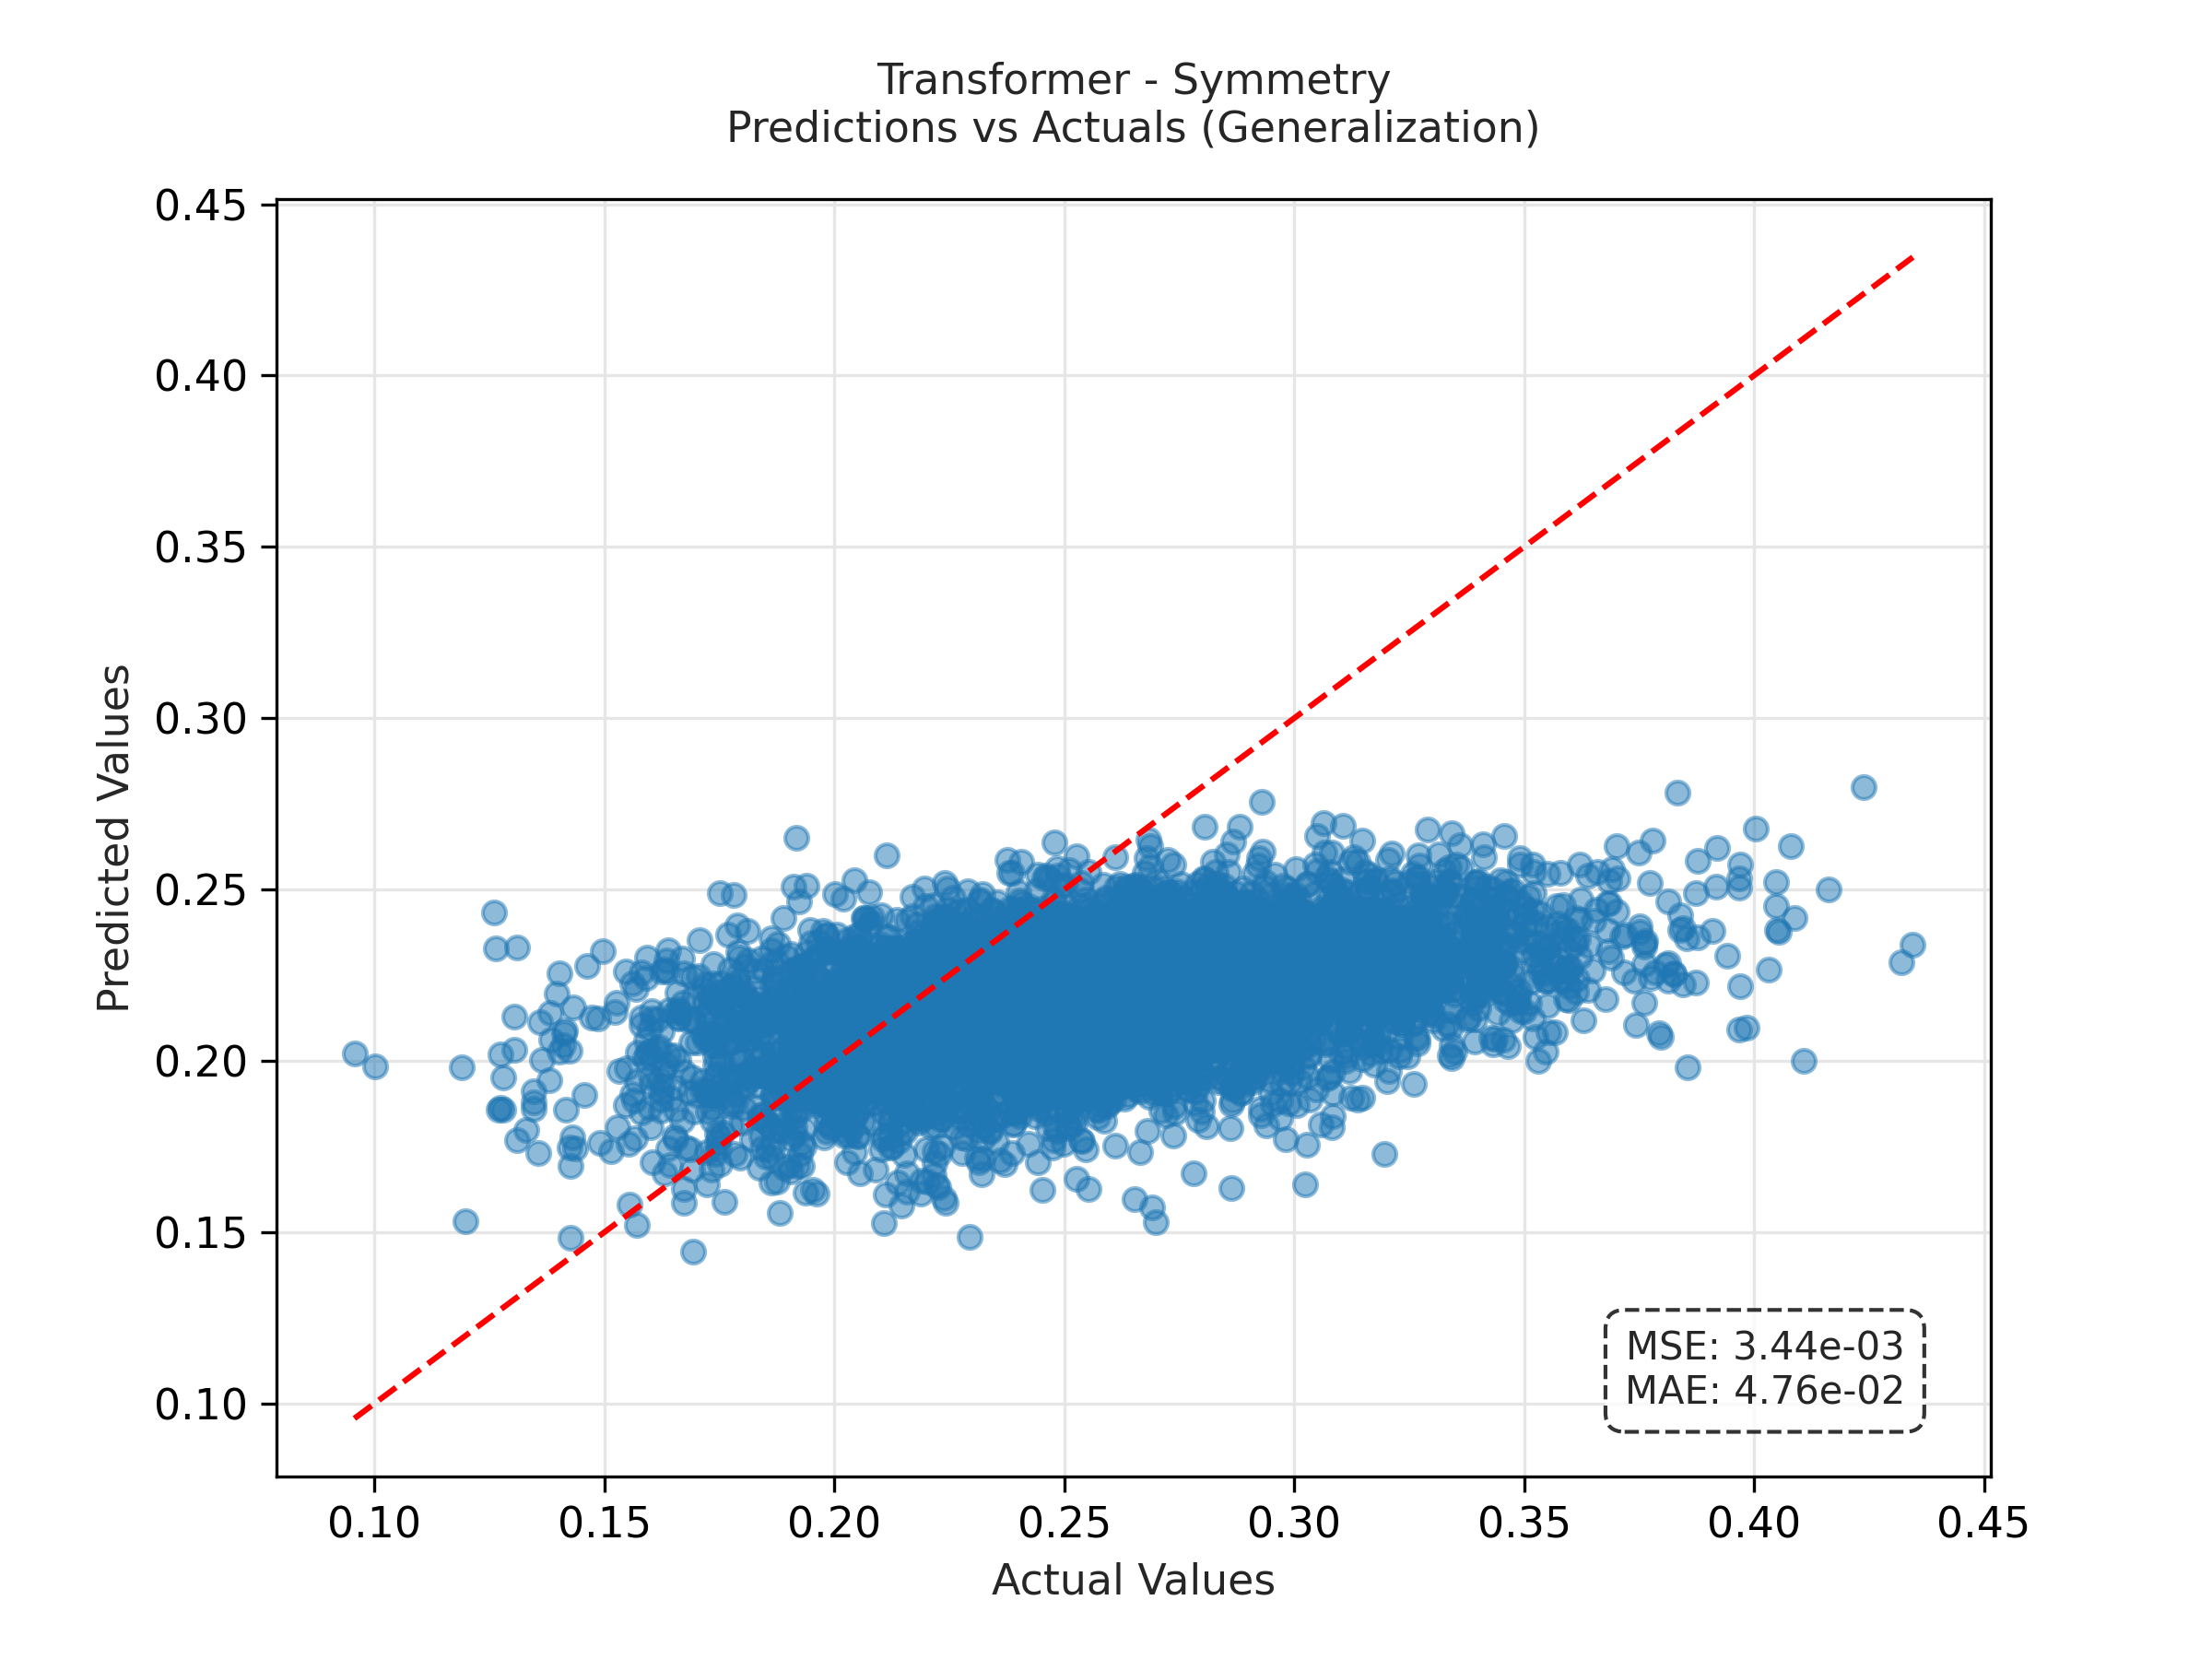 Transformer - Symmetry
Predictions vs Actuals (Generalization)
0.45
0.40
0.35
0.30
0.25
0.20
0.15
0.10
Predicted Values
MSE: 3.44e-03
MAE: 4.76e-02
0.10 0.15 0.20 0.25 0.30 0.35 0.40 0.45
Actual Values